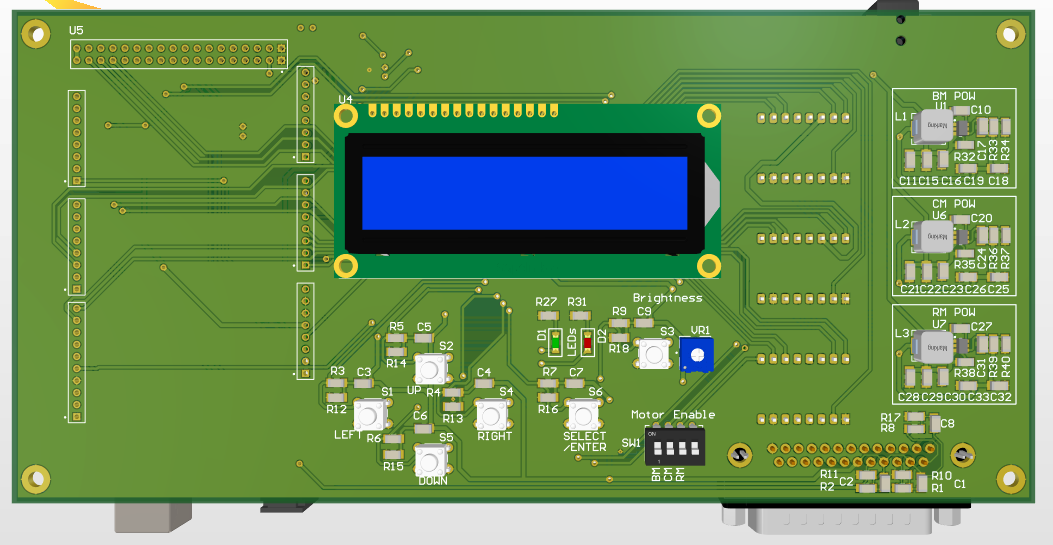 U5
U4
BM POW
U1
C10
L1
Marking
R32
C17
R33
R34
C11
C15
C16
C19
C18
CM POW
U6
C20
L2
Marking
R35
C24
R36
R37
C21
C22
C23
C26
C25
RM POW
U7
C27
L3
Marking
R38
C31
R39
R40
C28
C29
C30
C33
C32
Brightness
R27
R31
R9
C9
D1
LEDs
D2
R18
S3
VR1
R5
C5
S2
R14
UP
R3
C3
R4
C4
R7
C7
R12
S1
R13
S4
R16
S6
LEFT
C6
R6
S5
RIGHT
SELECT
/ENTER
R15
DOWN
Motor Enable
SW1
ON
1
BM
CM
RM
R17
R8
C8
R11
R2
C2
R10
R1
C1